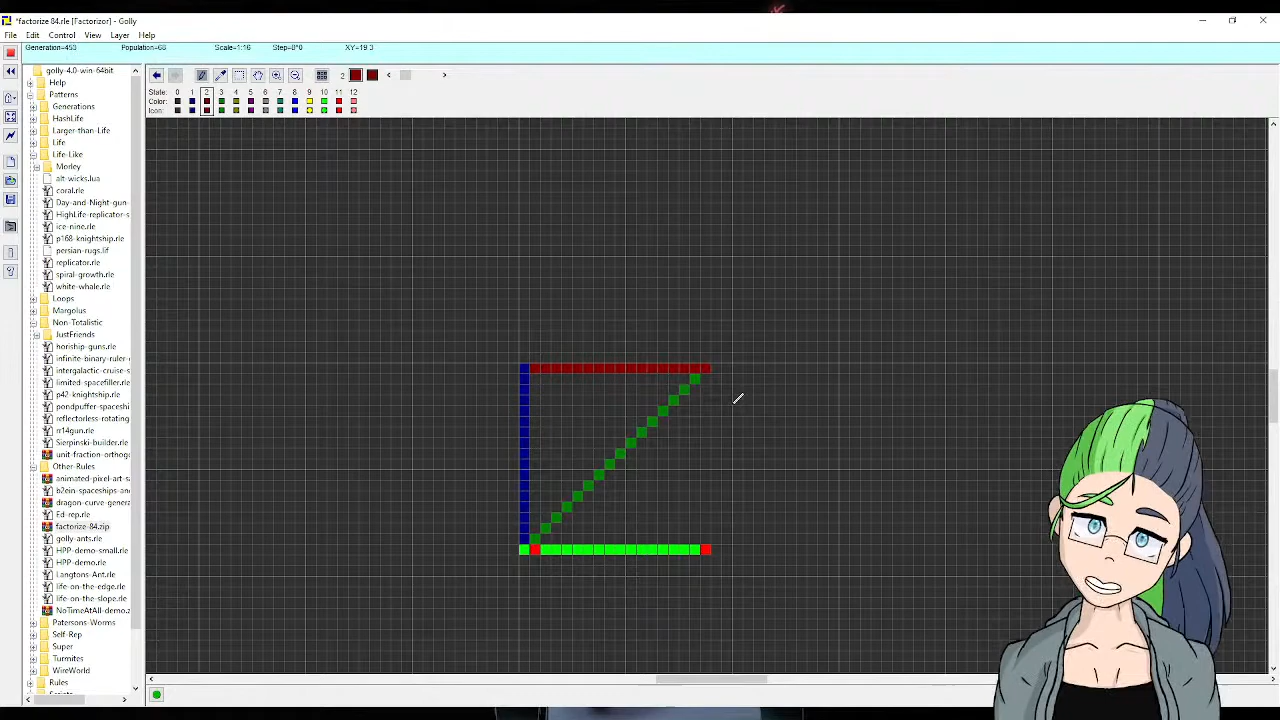 *factorize 84.rle [Factorizor] - Golly
File Edit Control View Layer Help
Generation=453 Population=68 Scale=1:16 Step=8^0 XY=19 3
golly-4.0-win-64bit
Help
Patterns
Generations
HashLife
Larger-than-Life
Life
Life-Like
Morley
alt-wicks.lua
coral.rle
Day-and-Night-gun-
HighLife-replicator-s
ice-nine.rle
p168-knightship.rle
persian-rugs.lif
replicator.rle
spiral-growth.rle
white-whale.rle
Loops
Margolus
Non-Totalistic
JustFriends
horiship-guns.rle
infinite-binary-ruler-
intergalactic-cruise-s
limited-spacefiller.rle
p42-knightship.rle
pondpuffer-spaceshi
reflectorless-rotating
rr14gun.rle
Sierpinski-builder.rle
unit-fraction-orthog
Other-Rules
animated-pixel-art-s
b2ein-spaceships-an
dragon-curve-genera
Ed-rep.rle
factorize-84.zip
golly-ants.rle
HPP-demo-small.rle
HPP-demo.rle
Langtons-Ant.rle
life-on-the-edge.rle
life-on-the-slope.rle
NoTimeAtAll-demo.z
Patersons-Worms
Self-Rep
Super
Turmites
WireWorld
Rules
Scripts
2
State: 0 1 2 3 4 5 6 7 8 9 10 11 12
Color:
Icon: